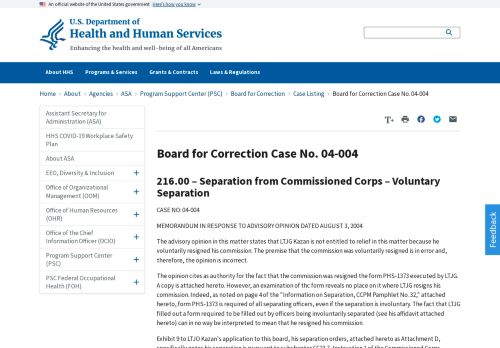 An official website of the United States government Here's how you know
U.S. Department of
Health and Human Services
Enhancing the health and well-being of all Americans
About HHS Programs & Services Grants & Contracts Laws & Regulations
Home > About > Agencies > ASA > Program Support Center (PSC) > Board for Correction > Case Listing > Board for Correction Case No. 04-004
Assistant Secretary for
Administration (ASA)
HHS COVID-19 Workplace Safety
Plan
About ASA
EEO, Diversity & Inclusion +
Office of Organizational
Management (OOM) +
Office of Human Resources
(OHR) +
Office of the Chief
Information Officer (OCIO) +
Program Support Center
(PSC) +
PSC Federal Occupational
Health (FOH) +
T+
Board for Correction Case No. 04-004
216.00 – Separation from Commissioned Corps – Voluntary
Separation
CASE NO: 04-004
MEMORANDUM IN RESPONSE TO ADVISORY OPINION DATED AUGUST 3, 2004
The advisory opinion in this matter states that LTJG Kazan is not entitled to relief in this matter because he
voluntarily resigned his commission. The premise that the commission was voluntarily resigned is in error and,
therefore, the opinion is incorrect.
The opinion cites as authority for the fact that the commission was resigned the form PHS-1373 executed by LTJG.
A copy is attached hereto. However, an examination of thc form reveals no place on it where LTJG resigns his
commission. Indeed, as noted on page 4of the "Information on Separation, CCPM Pamphlet No. 32," attached
hereto, form PHS-1373 is required of all separating officers, even if the separation is involuntary. The fact that LTJG
filled out a form required to be filled out by officers being involuntarily separated (see his affidavit attached
hereto) can in no way be interpreted to mean that he resigned his commission.
Exhibit 9 to LTJO Kazan's application to this board, his separation orders, attached hereto as Attachment D,
Feedback